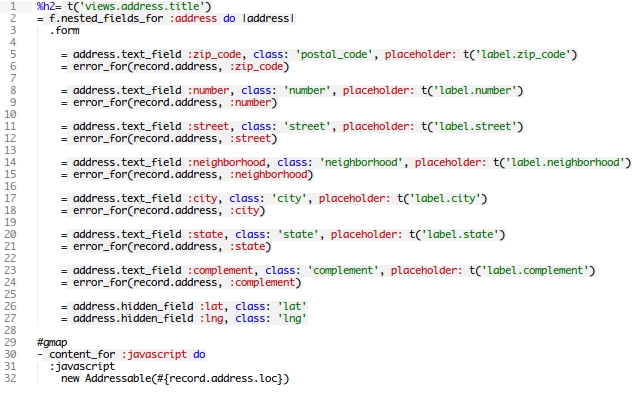 1 %h2= t('views.address.title')
2 = f.nested_fields_for :address do |address|
3   .form
4
5     = address.text_field :zip_code, class: 'postal_code', placeholder: t('label.zip_code')
6     = error_for(record.address, :zip_code)
7
8     = address.text_field :number, class: 'number', placeholder: t('label.number')
9     = error_for(record.address, :number)
10
11     = address.text_field :street, class: 'street', placeholder: t('label.street')
12     = error_for(record.address, :street)
13
14     = address.text_field :neighborhood, class: 'neighborhood', placeholder: t('label.neighborhood')
15     = error_for(record.address, :neighborhood)
16
17     = address.text_field :city, class: 'city', placeholder: t('label.city')
18     = error_for(record.address, :city)
19
20     = address.text_field :state, class: 'state', placeholder: t('label.state')
21     = error_for(record.address, :state)
22
23     = address.text_field :complement, class: 'complement', placeholder: t('label.complement')
24     = error_for(record.address, :complement)
25
26     = address.hidden_field :lat, class: 'lat'
27     = address.hidden_field :lng, class: 'lng'
28
29 #gmap
30 - content_for :javascript do
31   :javascript
32     new Addressable(#{record.address.loc})